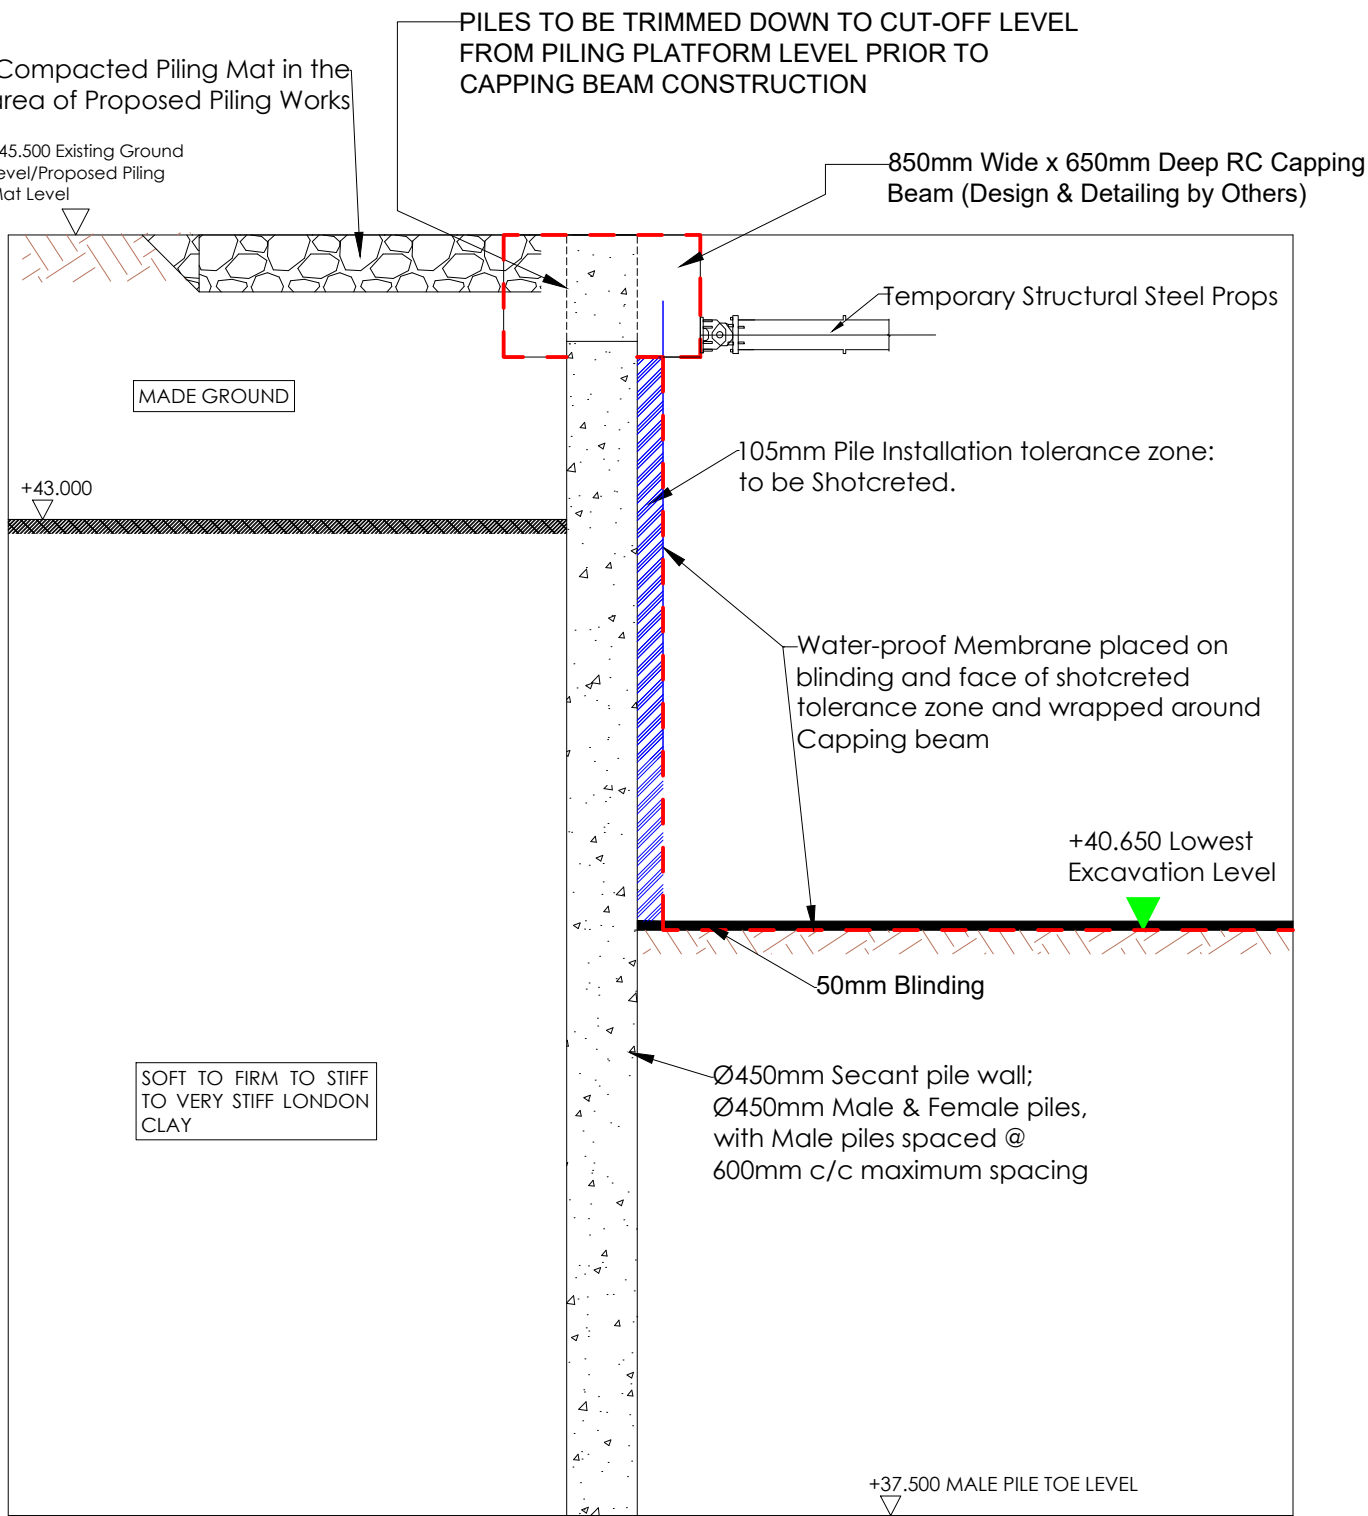 PILES TO BE TRIMMED DOWN TO CUT-OFF LEVEL
FROM PILING PLATFORM LEVEL PRIOR TO
CAPPING BEAM CONSTRUCTION
Compacted Piling Mat in the
area of Proposed Piling Works
45.500 Existing Ground
Level/Proposed Piling
Mat Level
850mm Wide x 650mm Deep RC Capping
Beam (Design & Detailing by Others)
Temporary Structural Steel Props
MADE GROUND
105mm Pile Installation tolerance zone:
to be Shotcreted.
+43.000
Water-proof Membrane placed on
blinding and face of shotcreted
tolerance zone and wrapped around
Capping beam
+40.650 Lowest
Excavation Level
50mm Blinding
SOFT TO FIRM TO STIFF
TO VERY STIFF LONDON
CLAY
Ø450mm Secant pile wall;
Ø450mm Male & Female piles,
with Male piles spaced @
600mm c/c maximum spacing
+37.500 MALE PILE TOE LEVEL